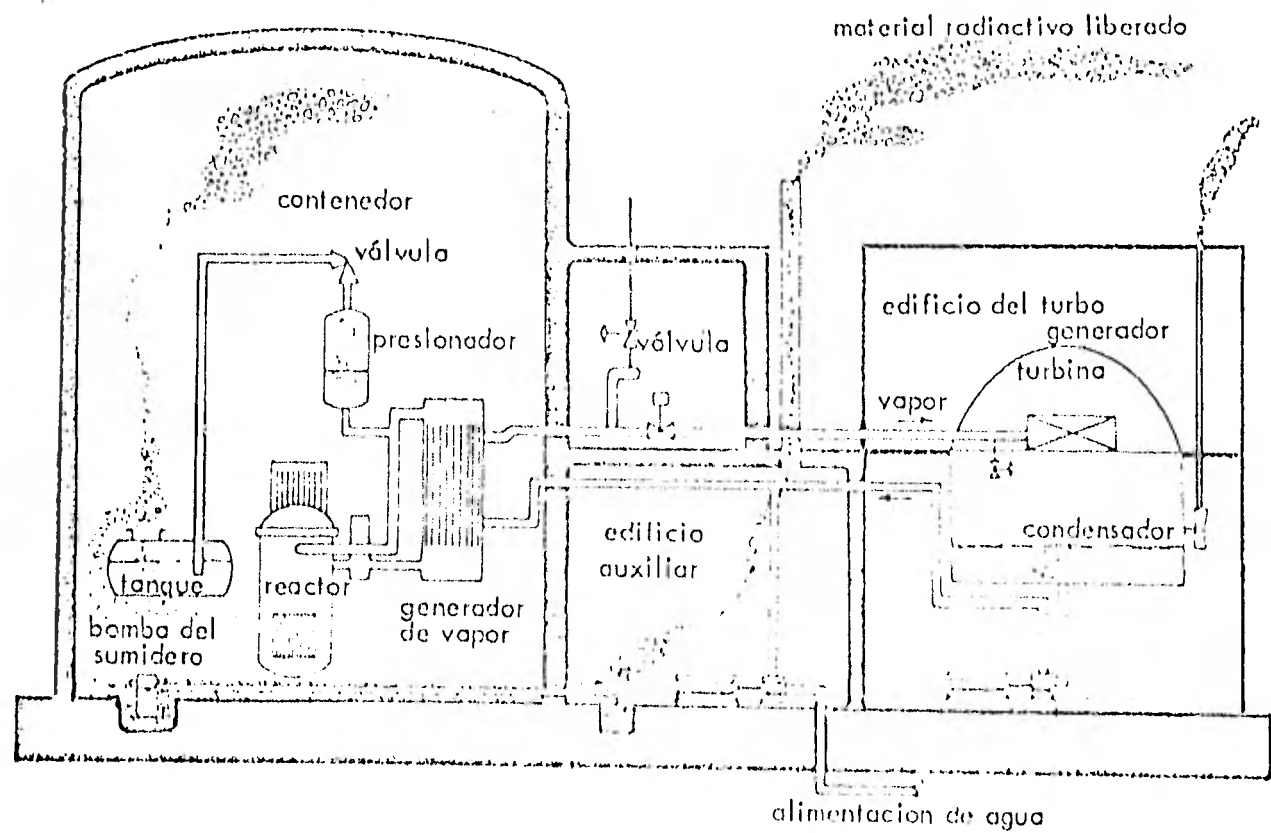 material radiactivo liberado
contenedor
válvula
presionador
válvula
edificio del turbo
generador
turbina
vapor
edificio
auxiliar
condensador
tanque
reactor
generador
de vapor
bomba del
sumidero
alimentacion de agua